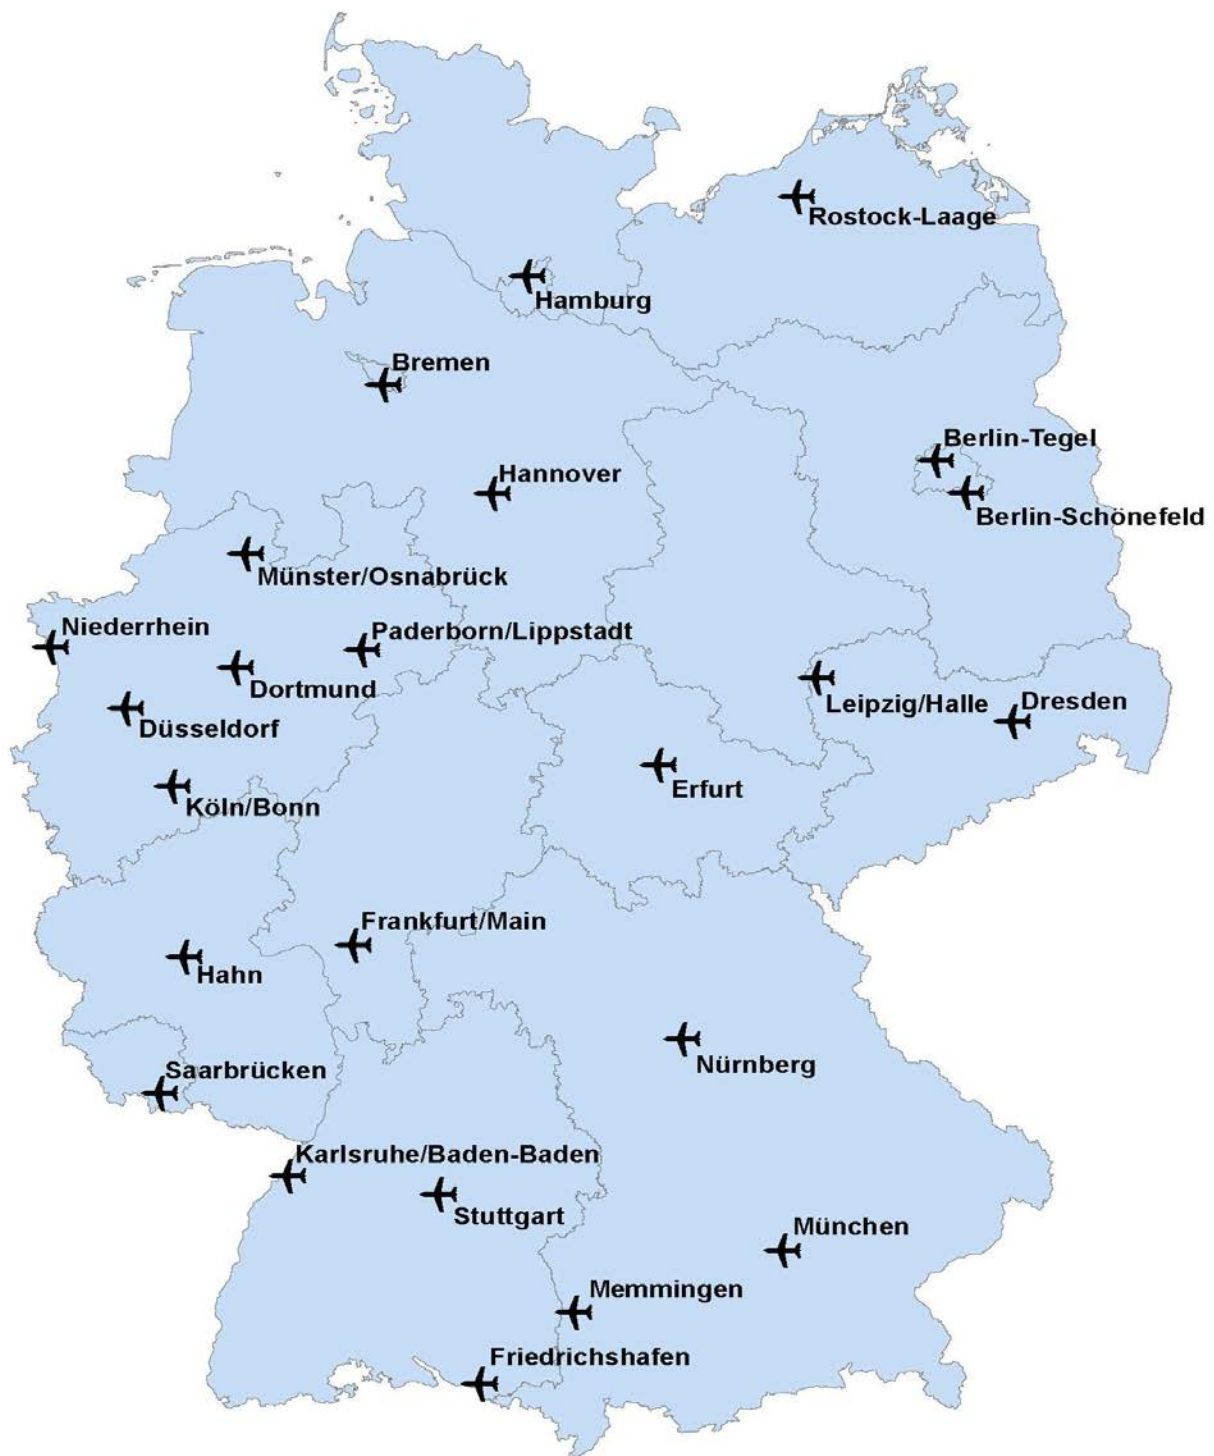 Rostock-Laage
Hamburg
Bremen
Berlin-Tegel
Hannover
Berlin-Schönefeld
Münster/Osnabrück
Niederrhein
Paderborn/Lippstadt
Dortmund
Leipzig/Halle
Dresden
Düsseldorf
Erfurt
Köln/Bonn
Frankfurt/Main
Hahn
Nürnberg
Saarbrücken
Karlsruhe/Baden-Baden
Stuttgart
München
Memmingen
Friedrichshafen